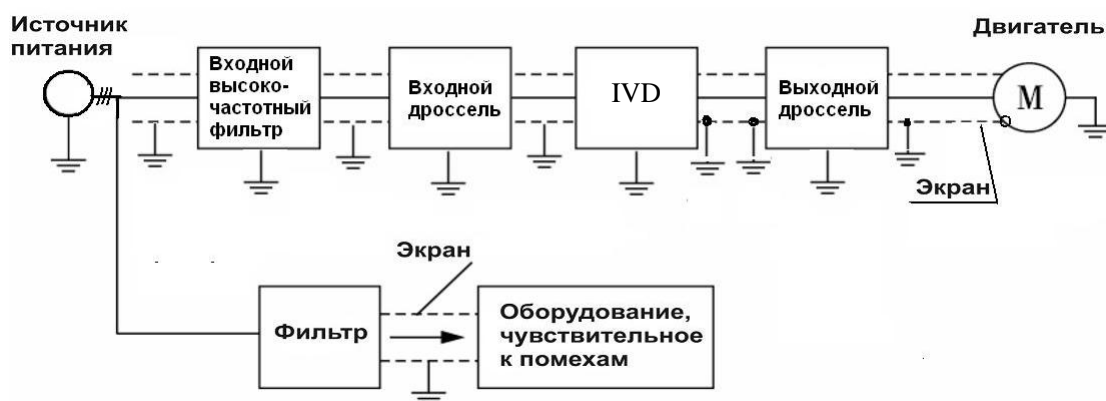 Источник
питания
Входной
высоко-
частотный
фильтр
Входной
дроссель
IVD
Выходной
дроссель
Двигатель
М
Экран
Экран
Фильтр
Оборудование,
чувствительное
к помехам